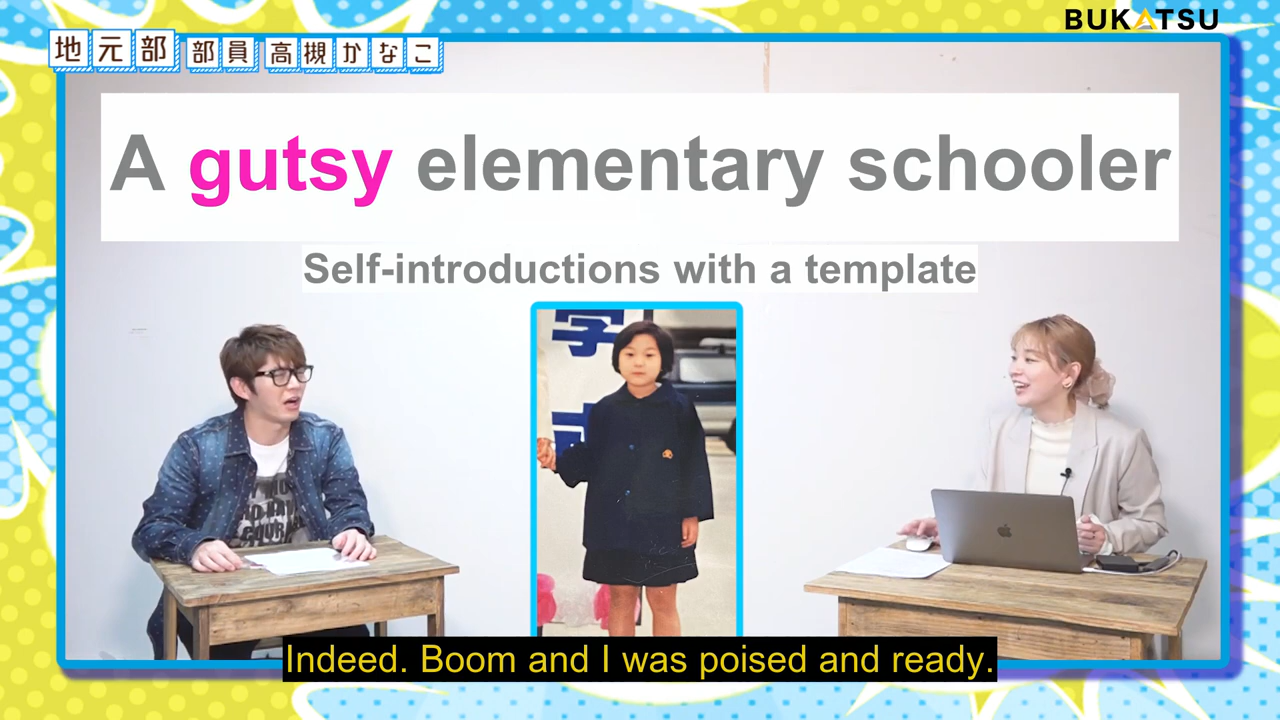 BUKATSU
地元部 部員 高槻かなこ
A gutsy elementary schooler
Self-introductions with a template
学
Indeed. Boom and I was poised and ready.